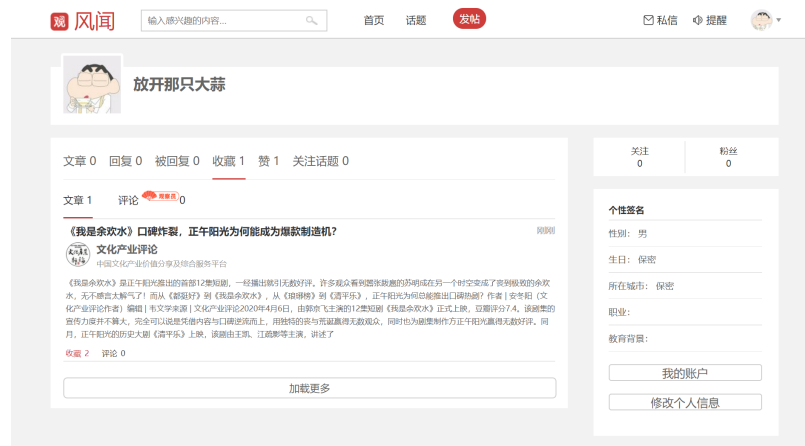 观 风闻
输入感兴趣的内容...
首页 话题 发帖
私信 提醒
放开那只大蒜
文章 0 回复 0 被回复 0 收藏 1 赞 1 关注话题 0
文章 1 评论 观察员 0
《我是余欢水》口碑炸裂，正午阳光为何能成为爆款制造机?
刚刚
文化产业评论
中国文化产业价值分享及综合服务平台
《我是余欢水》是正午阳光推出的首部12集短剧，一经播出就引无数好评。许多观众看到嚣张跋扈的苏明成在另一个时空变成了丧到极致的余欢
水，无不感言太解气了！而从《都挺好》到《我是余欢水》，从《琅琊榜》到《清平乐》，正午阳光为何总能推出口碑热剧？作者 | 安冬阳（文
化产业评论作者）编辑 | 韦文学来源 | 文化产业评论2020年4月6日，由郭京飞主演的12集短剧《我是余欢水》正式上映，豆瓣评分7.4。该剧集的
宣传力度并不算大，完全可以说是凭借内容与口碑逆流而上，用独特的丧与荒诞赢得无数观众，同时也为剧集制作方正午阳光赢得无数好评。同
月，正午阳光的历史大剧《清平乐》上映，该剧由王凯、江疏影等主演，讲述了
收藏 2 评论 0
加载更多
关注 粉丝
0 0
个性签名
性别： 男
生日： 保密
所在城市： 保密
职业：
教育背景：
我的账户
修改个人信息